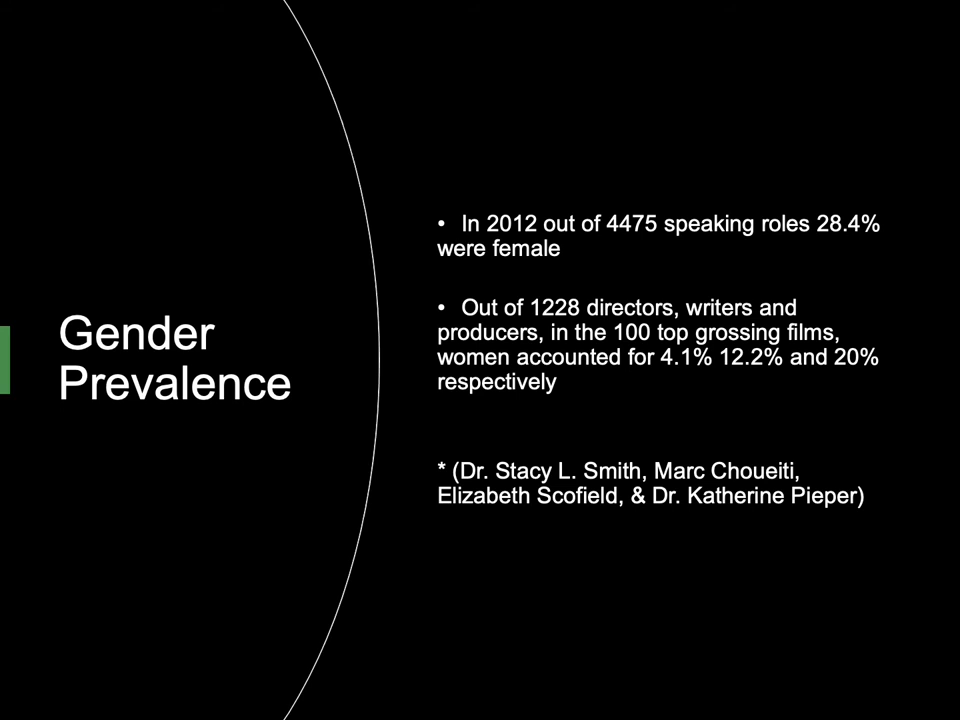 Gender
Prevalence
• In 2012 out of 4475 speaking roles 28.4%
were female
• Out of 1228 directors, writers and
producers, in the 100 top grossing films,
women accounted for 4.1% 12.2% and 20%
respectively
* (Dr. Stacy L. Smith, Marc Choueiti,
Elizabeth Scofield, & Dr. Katherine Pieper)